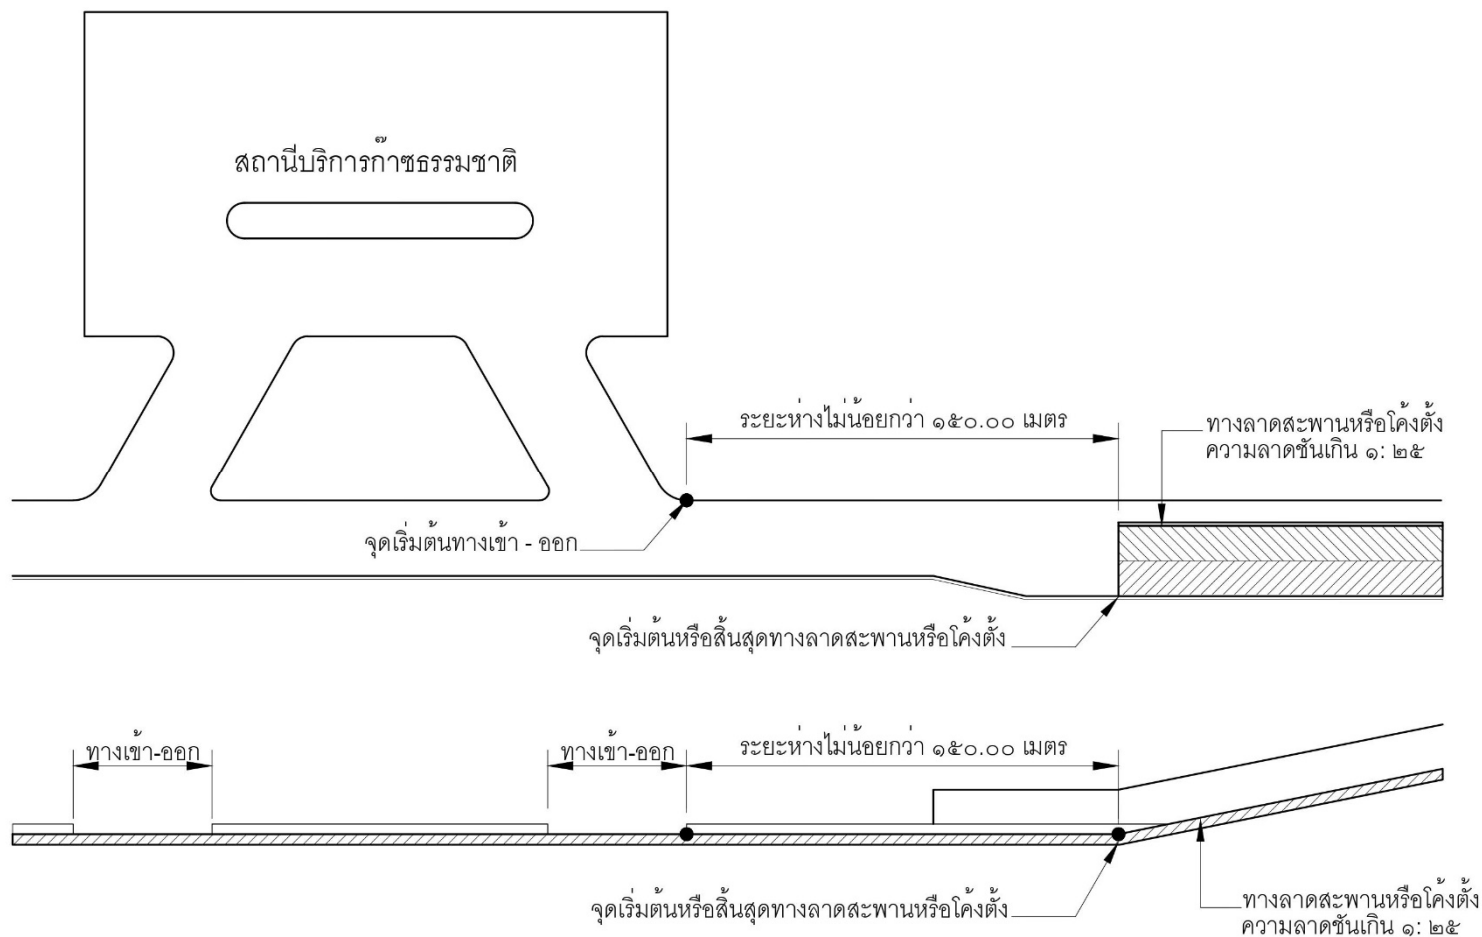 สถานีบริการก๊าซธรรมชาติ
ระยะห่างไม่น้อยกว่า ๑๕๐.๐๐ เมตร
ทางลาดสะพานหรือโค้งตั้ง
ความลาดชันเกิน ๑: ๒๕
จุดเริ่มต้นทางเข้า - ออก
จุดเริ่มต้นหรือสิ้นสุดทางลาดสะพานหรือโค้งตั้ง
ทางเข้า-ออก
ทางเข้า-ออก
ระยะห่างไม่น้อยกว่า ๑๕๐.๐๐ เมตร
จุดเริ่มต้นหรือสิ้นสุดทางลาดสะพานหรือโค้งตั้ง
ทางลาดสะพานหรือโค้งตั้ง
ความลาดชันเกิน ๑: ๒๕